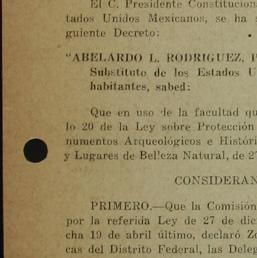 El C. Presidente Constitucion
tados Unidos Mexicanos, se ha s
guiente Decreto:
"ABELARDO L. RODRIGUEZ, P
Substituto de los Estados U
habitantes, sabed:
Que en uso de la facultad qu
lo 20 de la Ley sobre Protección
numentos Arqueológicos e Históri
y Lugares de Belleza Natural, de 27
CONSIDERAN
PRIMERO.—Que la Comisión
por la referida Ley de 27 de dic
cha 19 de abril último, declaró Zo
cas del Distrito Federal, las Deleg